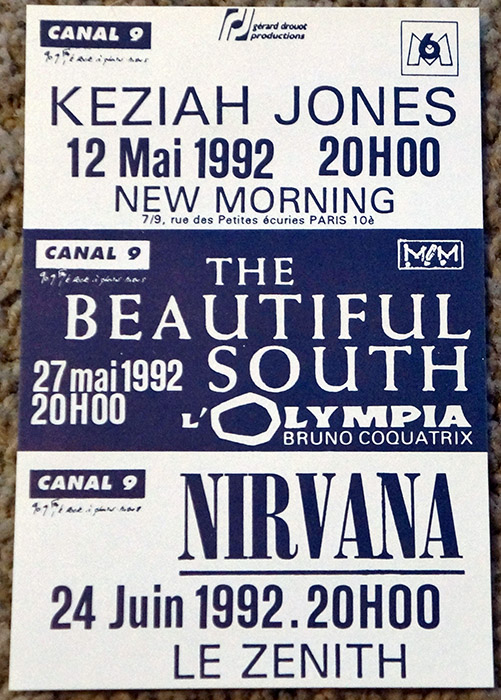 CANAL 9
gérard drouot
productions
M6
KEZIAH JONES
12 Mai 1992 20H00
NEW MORNING
7/9, rue des Petites écuries PARIS 10è
CANAL 9
MCM
THE
BEAUTIFUL
SOUTH
27 mai 1992
20H00
L'OLYMPIA
BRUNO COQUATRIX
CANAL 9
NIRVANA
24 Juin 1992.20H00
LE ZENITH